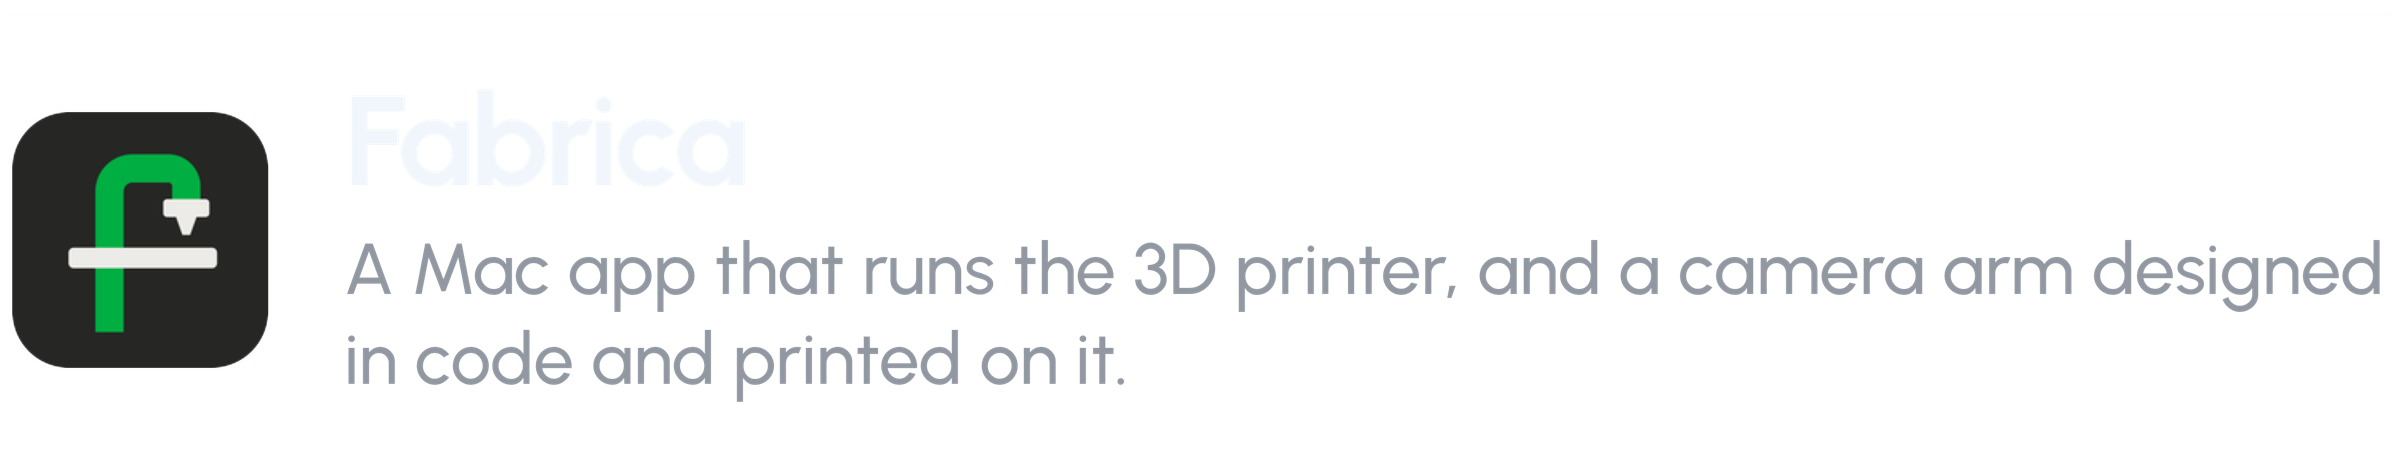 Fabrica
A Mac app that runs the 3D printer, and a camera arm designed
in code and printed on it.